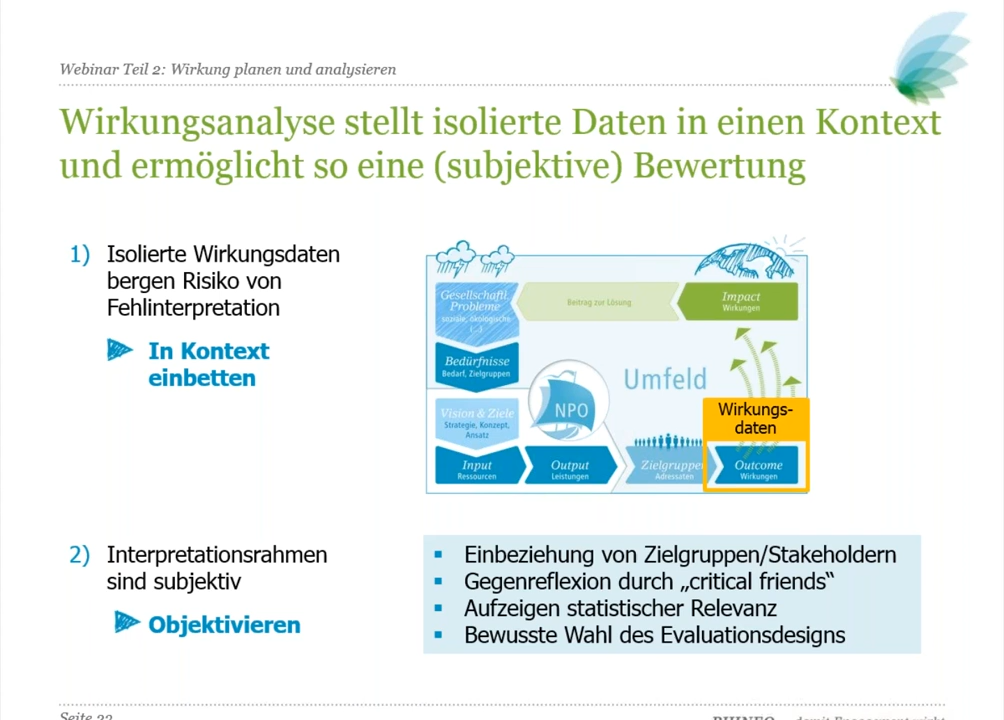 Webinar Teil 2: Wirkung planen und analysieren
Wirkungsanalyse stellt isolierte Daten in einen Kontext
und ermöglicht so eine (subjektive) Bewertung
1) Isolierte Wirkungsdaten
bergen Risiko von
Fehlinterpretation
In Kontext
einbetten
Gesellschaftl.
Probleme
soziale, ökologische
(...)
Beitrag zur Lösung
Impact
Wirkungen
Bedürfnisse
Bedarf, Zielgruppen
Umfeld
NPO
Wirkungs-
daten
Vision & Ziele
Strategie, Konzept,
Ansatz
Input
Ressourcen
Output
Leistungen
Zielgruppe
Adressaten
Outcome
Wirkungen
2) Interpretationsrahmen
sind subjektiv
Objektivieren
▪ Einbeziehung von Zielgruppen/Stakeholdern
▪ Gegenreflexion durch „critical friends“
▪ Aufzeigen statistischer Relevanz
▪ Bewusste Wahl des Evaluationsdesigns
Seite